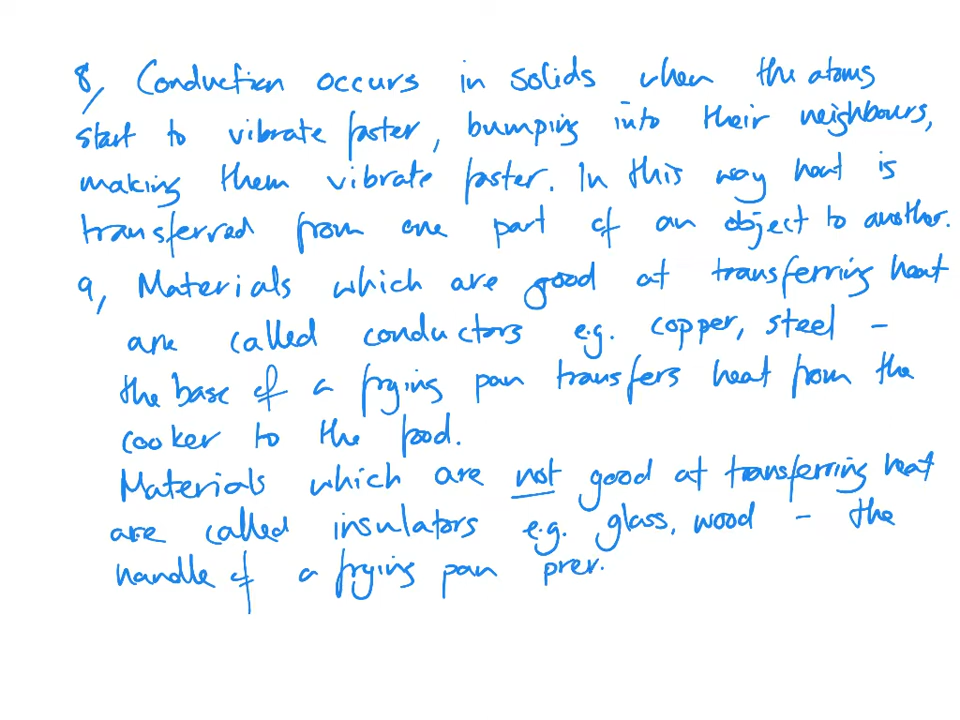 8, Conduction occurs in solids when the atoms
start to vibrate faster, bumping into their neighbours,
making them vibrate faster. In this way heat is
transferred from one part of an object to another.
9, Materials which are good at transferring heat
are called conductors e.g. copper, steel -
the base of a frying pan transfers heat from the
cooker to the food.
Materials which are not good at transferring heat
are called insulators e.g. glass, wood - the
handle of a frying pan prev.